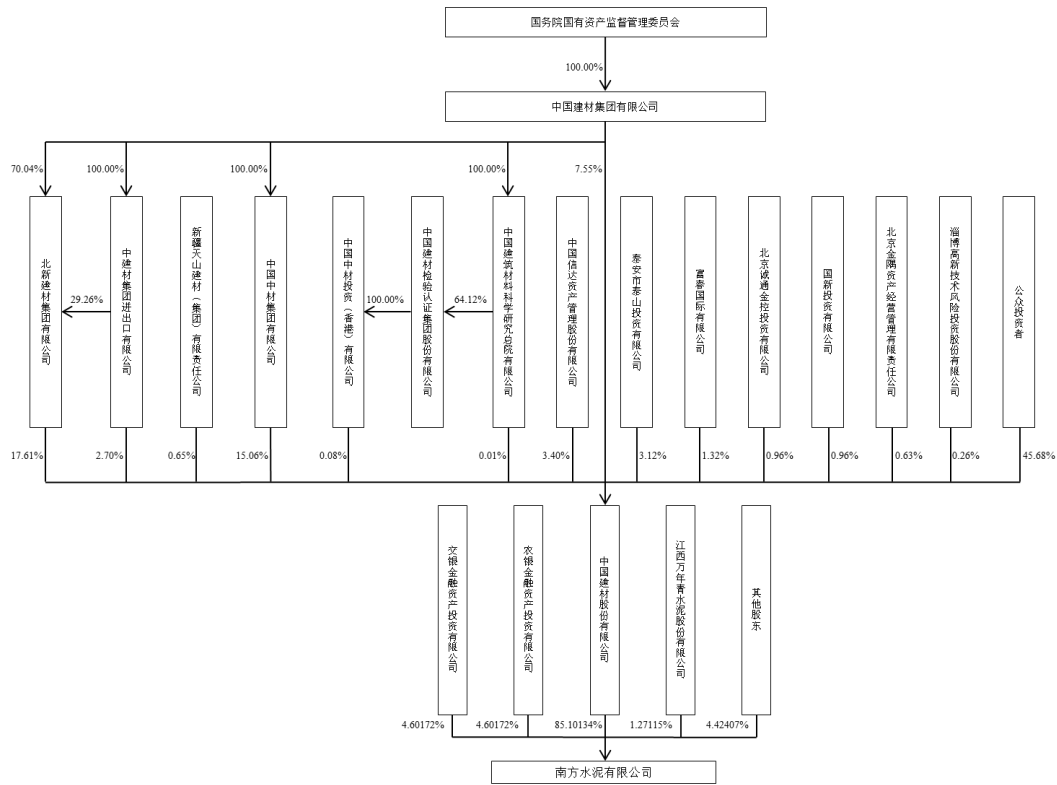 国务院国有资产监督管理委员会
100.00%
中国建材集团有限公司
70.04%
100.00%
100.00%
100.00%
7.55%
北新建材集团有限公司
29.26%
中建材集团进出口有限公司
新疆天山建材（集团）有限责任公司
中国中材集团有限公司
中国中材投资（香港）有限公司
100.00%
中国建材检验认证集团股份有限公司
64.12%
中国建筑材料科学研究总院有限公司
中国信达资产管理股份有限公司
泰安市泰山投资有限公司
富春国际有限公司
北京诚通金控投资有限公司
国新投资有限公司
北京金隅资产经营管理有限责任公司
淄博高新技术风险投资股份有限公司
公众投资者
17.61%
2.70%
0.65%
15.06%
0.08%
0.01%
3.40%
3.12%
1.32%
0.96%
0.96%
0.63%
0.26%
45.68%
交银金融资产投资有限公司
农银金融资产投资有限公司
中国建材股份有限公司
江西万年青水泥股份有限公司
其他股东
4.60172%
4.60172%
85.10134%
1.27115%
4.42407%
南方水泥有限公司